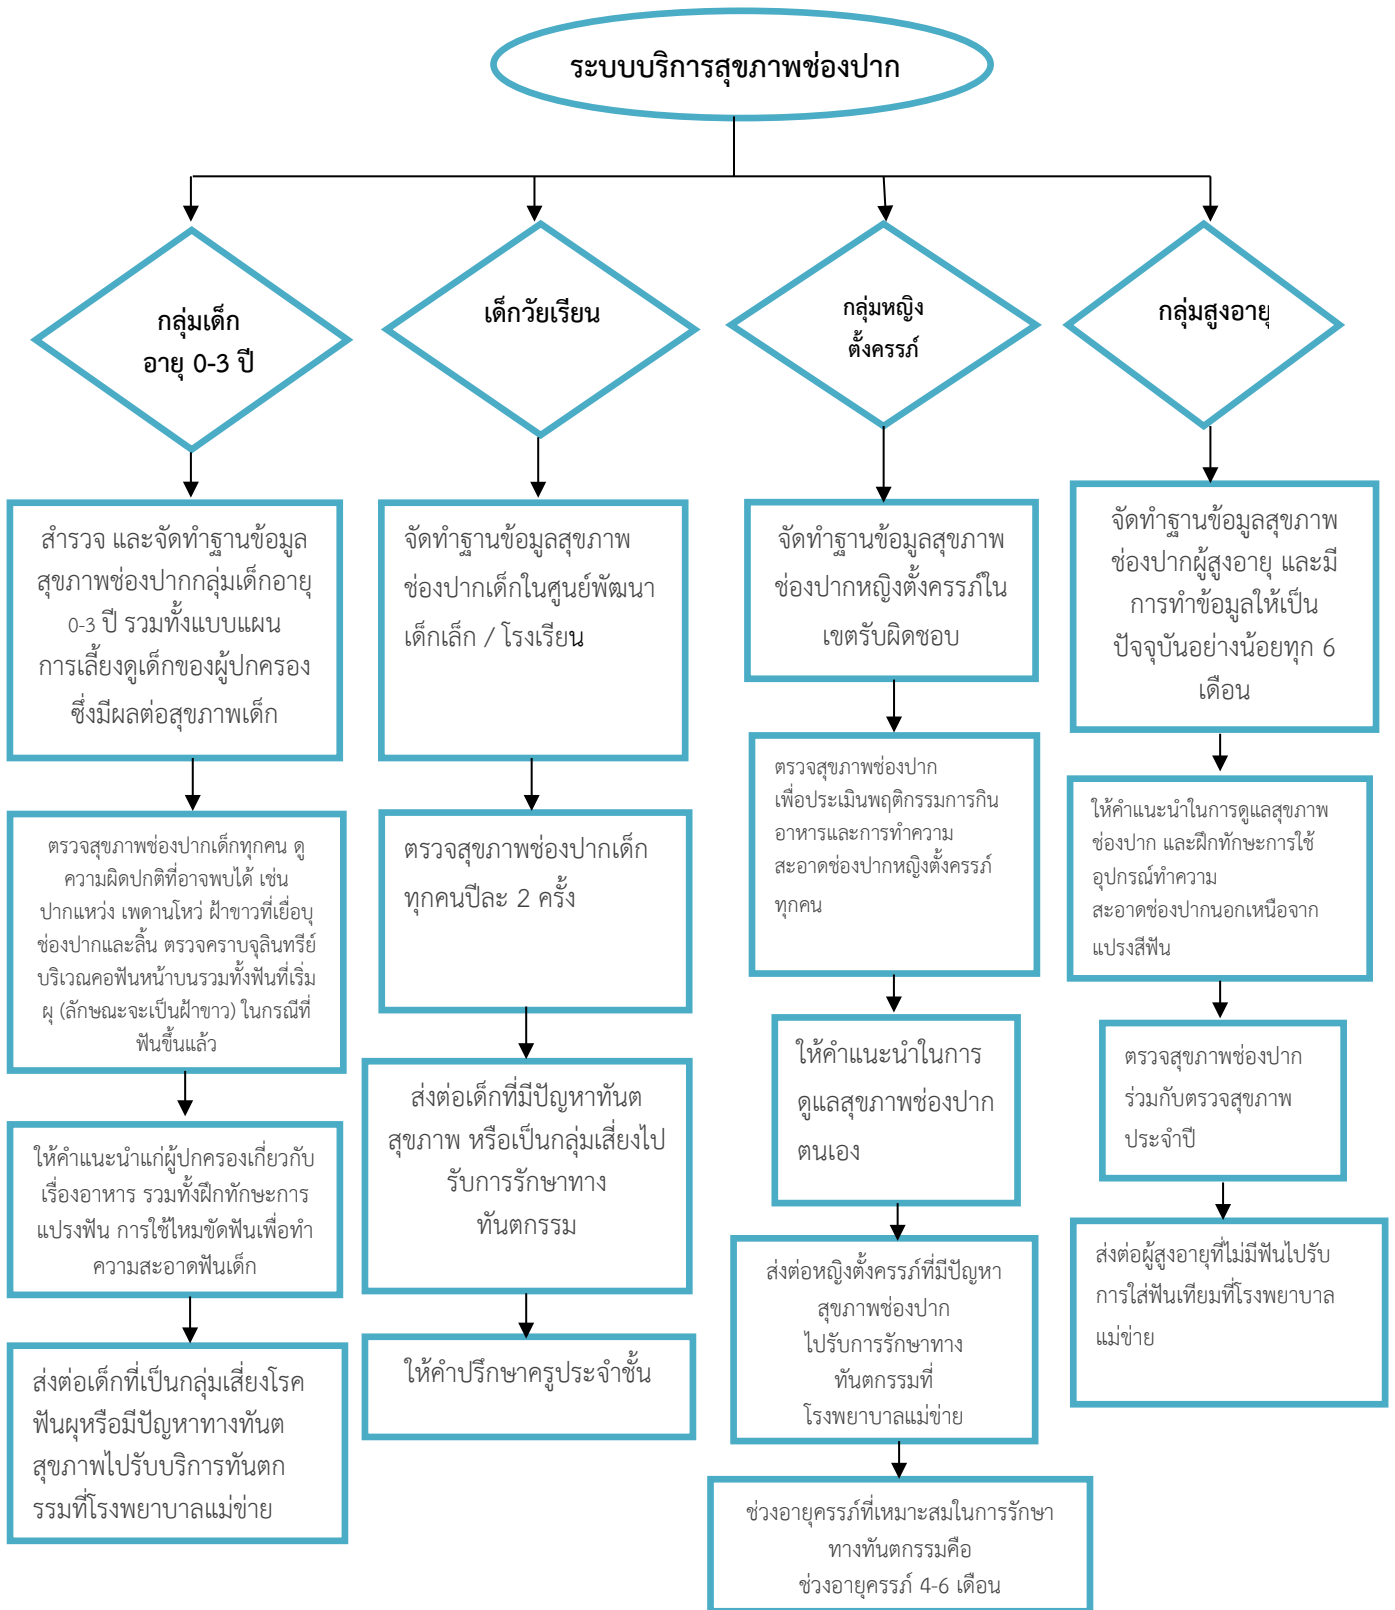 ระบบบริการสุขภาพช่องปาก
กลุ่มเด็ก
อายุ 0-3 ปี
เด็กวัยเรียน
กลุ่มหญิง
ตั้งครรภ์
กลุ่มสูงอายุ
สำรวจ และจัดทำฐานข้อมูล
สุขภาพช่องปากกลุ่มเด็กอายุ
0-3 ปี รวมทั้งแบบแผน
การเลี้ยงดูเด็กของผู้ปกครอง
ซึ่งมีผลต่อสุขภาพเด็ก
ตรวจสุขภาพช่องปากเด็กทุกคน ดู
ความผิดปกติที่อาจพบได้ เช่น
ปากแหว่ง เพดานโหว่ ฝ้าขาวที่เยื่อบุ
ช่องปากและลิ้น ตรวจคราบจุลินทรีย์
บริเวณคอฟันหน้าบนรวมทั้งฟันที่เริ่ม
ผุ (ลักษณะจะเป็นฝ้าขาว) ในกรณีที่
ฟันขึ้นแล้ว
ให้คำแนะนำแก่ผู้ปกครองเกี่ยวกับ
เรื่องอาหาร รวมทั้งฝึกทักษะการ
แปรงฟัน การใช้ไหมขัดฟันเพื่อทำ
ความสะอาดฟันเด็ก
ส่งต่อเด็กที่เป็นกลุ่มเสี่ยงโรค
ฟันผุหรือมีปัญหาทางทันต
สุขภาพไปรับบริการทันตก
รรมที่โรงพยาบาลแม่ข่าย
จัดทำฐานข้อมูลสุขภาพ
ช่องปากเด็กในศูนย์พัฒนา
เด็กเล็ก / โรงเรียน
ตรวจสุขภาพช่องปากเด็ก
ทุกคนปีละ 2 ครั้ง
ส่งต่อเด็กที่มีปัญหาทันต
สุขภาพ หรือเป็นกลุ่มเสี่ยงไป
รับการรักษาทาง
ทันตกรรม
ให้คำปรึกษาครูประจำชั้น
จัดทำฐานข้อมูลสุขภาพ
ช่องปากหญิงตั้งครรภ์ใน
เขตรับผิดชอบ
ตรวจสุขภาพช่องปาก
เพื่อประเมินพฤติกรรมการกิน
อาหารและการทำความ
สะอาดช่องปากหญิงตั้งครรภ์
ทุกคน
ให้คำแนะนำในการ
ดูแลสุขภาพช่องปาก
ตนเอง
ส่งต่อหญิงตั้งครรภ์ที่มีปัญหา
สุขภาพช่องปาก
ไปรับการรักษาทาง
ทันตกรรมที่
โรงพยาบาลแม่ข่าย
ช่วงอายุครรภ์ที่เหมาะสมในการรักษา
ทางทันตกรรมคือ
ช่วงอายุครรภ์ 4-6 เดือน
จัดทำฐานข้อมูลสุขภาพ
ช่องปากผู้สูงอายุ และมี
การทำข้อมูลให้เป็น
ปัจจุบันอย่างน้อยทุก 6
เดือน
ให้คำแนะนำในการดูแลสุขภาพ
ช่องปาก และฝึกทักษะการใช้
อุปกรณ์ทำความ
สะอาดช่องปากนอกเหนือจาก
แปรงสีฟัน
ตรวจสุขภาพช่องปาก
ร่วมกับตรวจสุขภาพ
ประจำปี
ส่งต่อผู้สูงอายุที่ไม่มีฟันไปรับ
การใส่ฟันเทียมที่โรงพยาบาล
แม่ข่าย